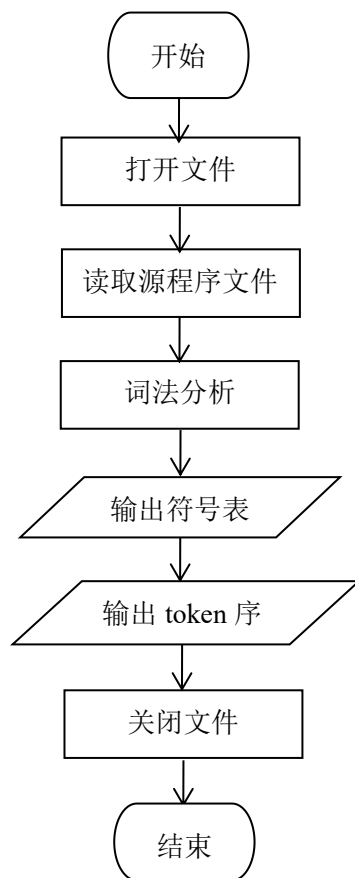 开始
打开文件
读取源程序文件
词法分析
输出符号表
输出 token 序
关闭文件
结束